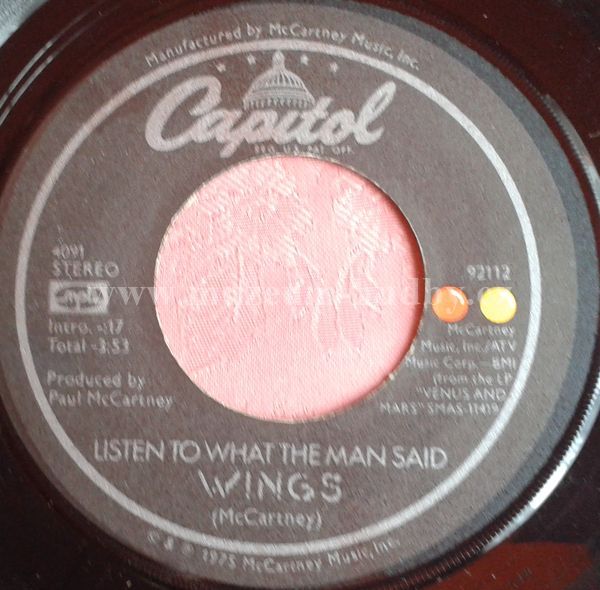 Manufactured by McCartney Music, Inc.
Capitol
REG. U.S. PAT. OFF.
4091
STEREO
Intro. -:17
Total -3:53
Produced by
Paul McCartney
92112
McCartney
Music, Inc./ATV
Music Corp.-BMI
(from the LP
"VENUS AND
MARS" SMAS-11419)
LISTEN TO WHAT THE MAN SAID
WINGS
(McCartney)
© & ℗ 1975 McCartney Music, Inc.